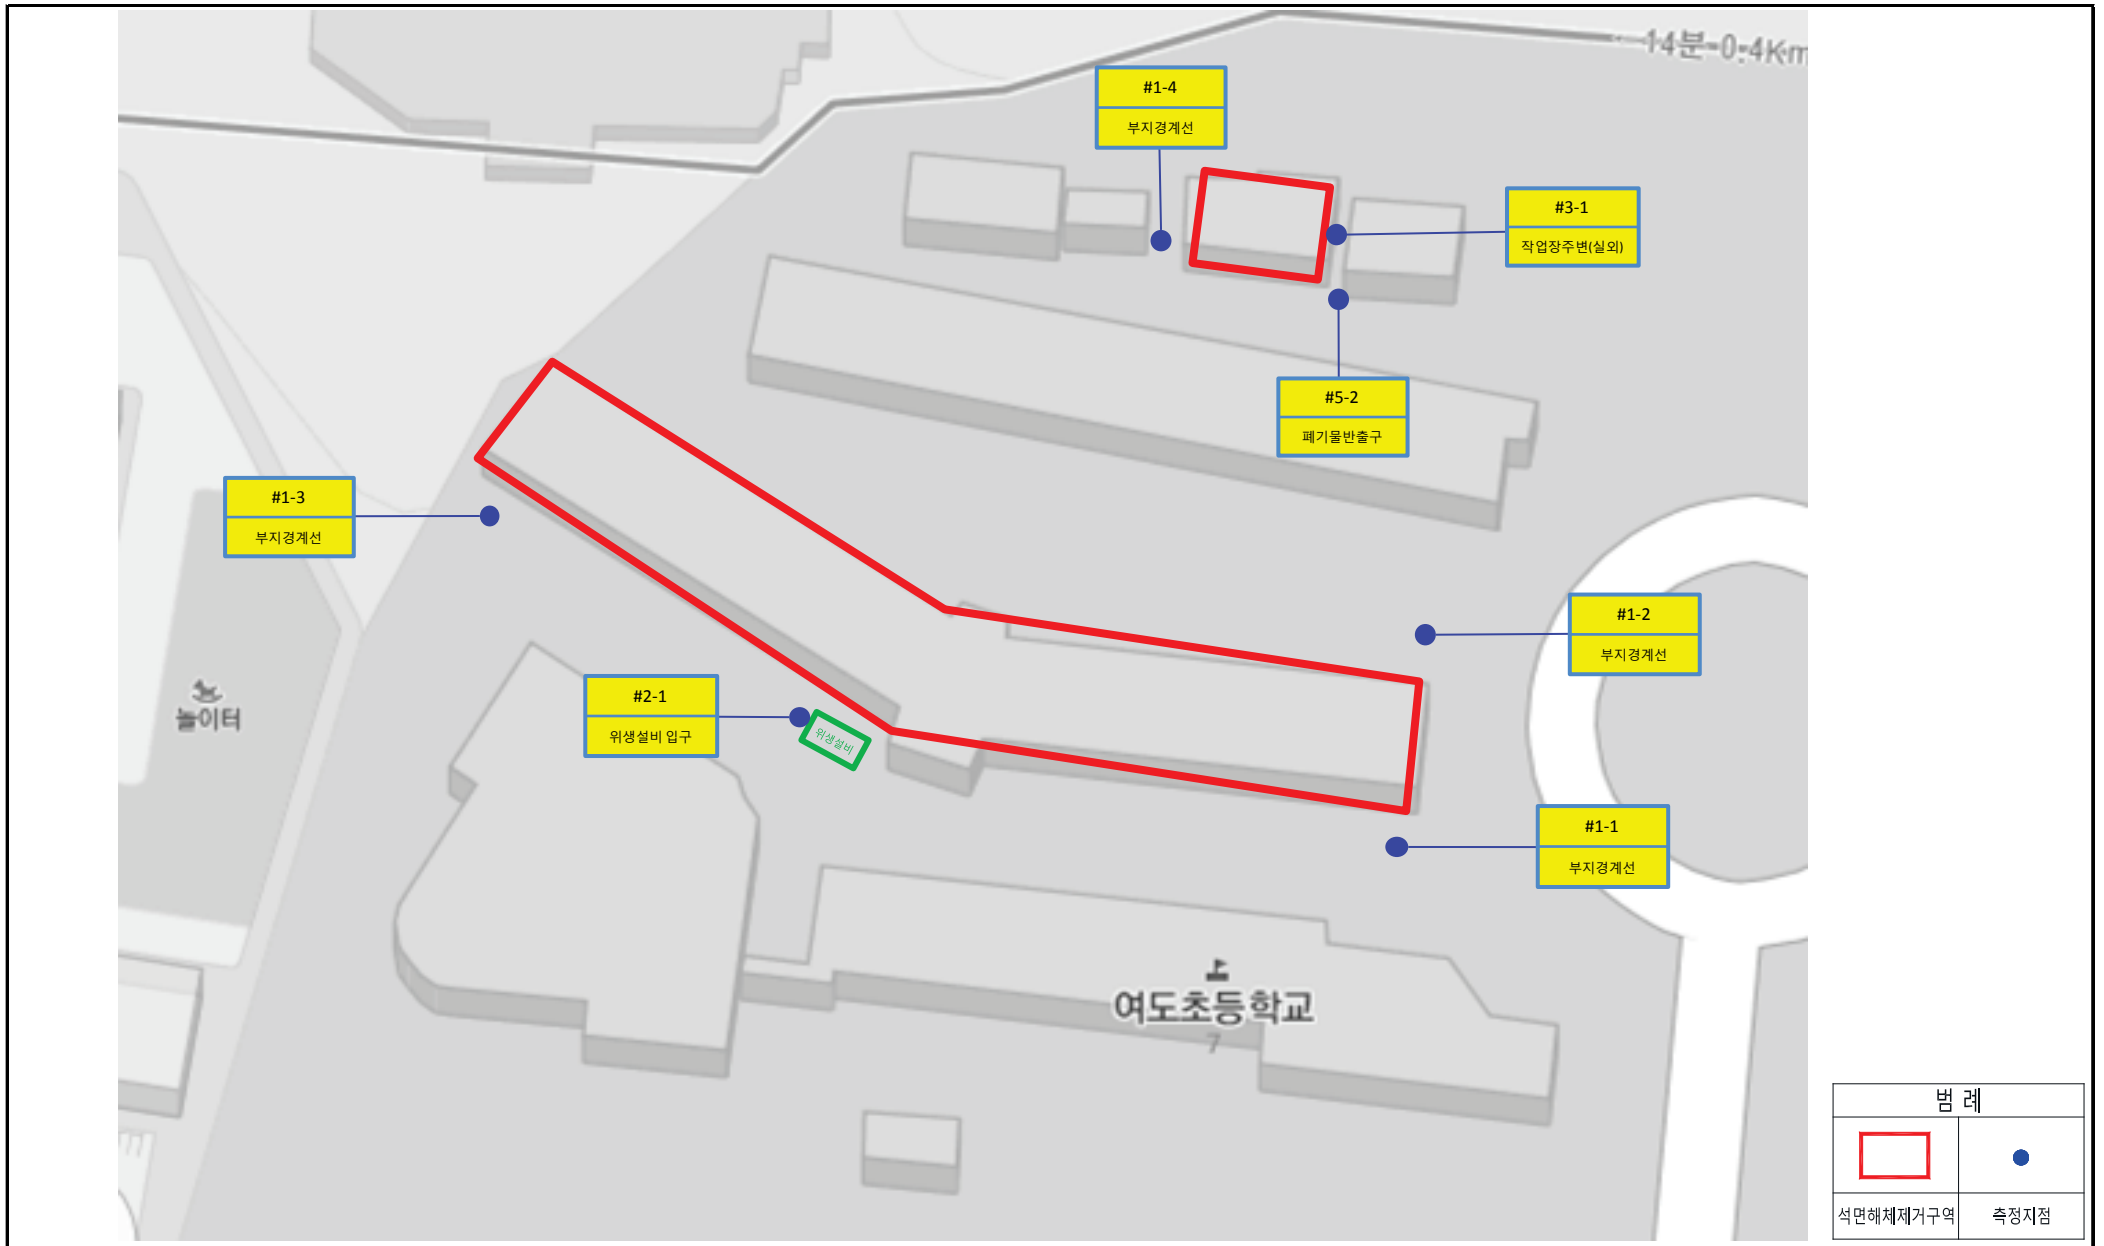 14분-0.4Km
#1-4
부지경계선
#3-1
작업장주변(실외)
#5-2
폐기물반출구
#1-3
부지경계선
#1-2
부지경계선
#2-1
위생설비 입구
위생설비
놀이터
#1-1
부지경계선
여도초등학교
7
범 례
석면해체제거구역
측정지점